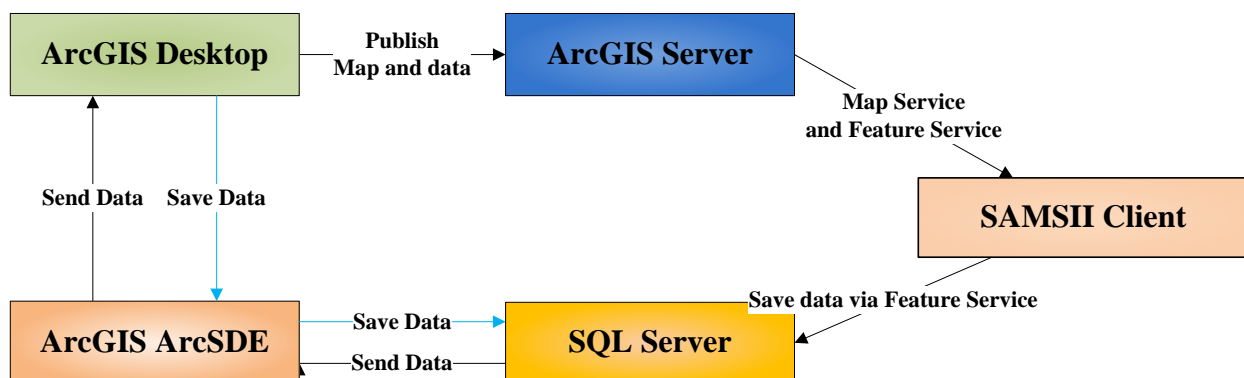 ArcGIS Desktop
Publish
Map and data
ArcGIS Server
Map Service
and Feature Service
Send Data
Save Data
SAMSII Client
Save data via Feature Service
ArcGIS ArcSDE
Save Data
Send Data
SQL Server